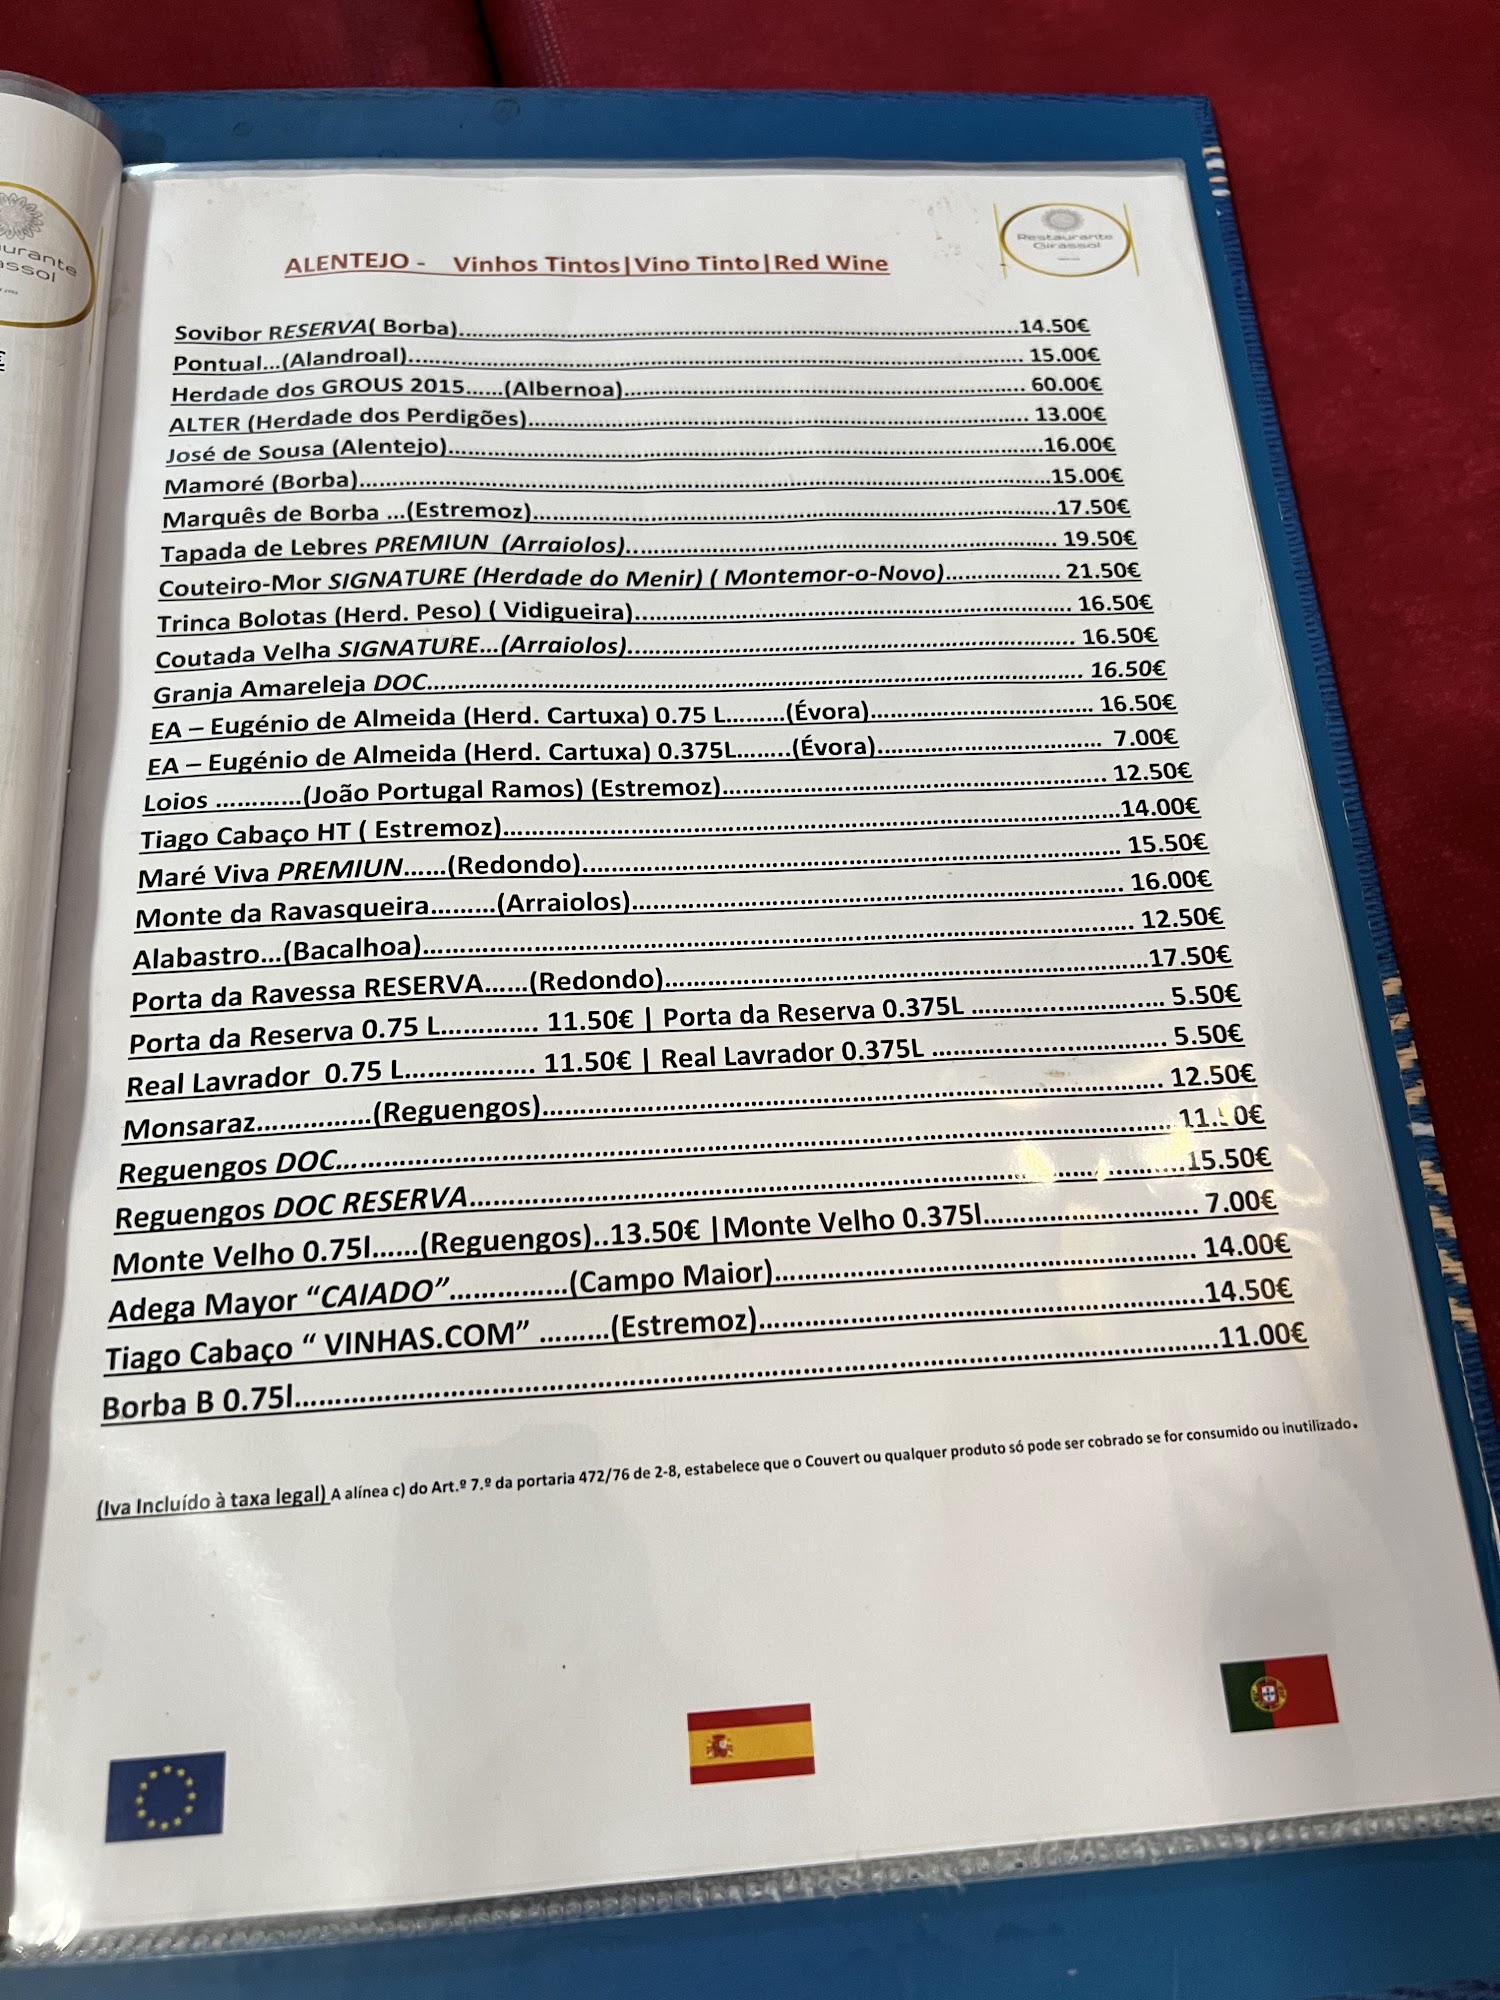 urante
assol
€
Restaurante
Girassol
ALENTEJO - Vinhos Tintos|Vino Tinto|Red Wine
Sovibor RESERVA( Borba)..........14.50€
Pontual...(Alandroal).......... 15.00€
Herdade dos GROUS 2015......(Albernoa).......... 60.00€
ALTER (Herdade dos Perdigões).......... 13.00€
José de Sousa (Alentejo)..........16.00€
Mamoré (Borba)..........15.00€
Marquês de Borba ...(Estremoz)..........17.50€
Tapada de Lebres PREMIUN (Arraiolos).......... 19.50€
Couteiro-Mor SIGNATURE (Herdade do Menir) ( Montemor-o-Novo).......... 21.50€
Trinca Bolotas (Herd. Peso) ( Vidigueira).......... 16.50€
Coutada Velha SIGNATURE...(Arraiolos).......... 16.50€
Granja Amareleja DOC.......... 16.50€
EA – Eugénio de Almeida (Herd. Cartuxa) 0.75 L.........(Évora).......... 16.50€
EA – Eugénio de Almeida (Herd. Cartuxa) 0.375L........(Évora).......... 7.00€
Loios ............(João Portugal Ramos) (Estremoz).......... 12.50€
Tiago Cabaço HT ( Estremoz)..........14.00€
Maré Viva PREMIUN......(Redondo).......... 15.50€
Monte da Ravasqueira.........(Arraiolos).......... 16.00€
Alabastro...(Bacalhoa).......... 12.50€
Porta da Ravessa RESERVA......(Redondo)..........17.50€
Porta da Reserva 0.75 L............. 11.50€ | Porta da Reserva 0.375L .......... 5.50€
Real Lavrador 0.75 L................. 11.50€ | Real Lavrador 0.375L .......... 5.50€
Monsaraz...............(Reguengos).......... 12.50€
Reguengos DOC..........11.50€
Reguengos DOC RESERVA..........15.50€
Monte Velho 0.75l......(Reguengos)..13.50€ |Monte Velho 0.375l.......... 7.00€
Adega Mayor “CAIADO”...............(Campo Maior).......... 14.00€
Tiago Cabaço “ VINHAS.COM” .........(Estremoz)..........14.50€
Borba B 0.75l..........11.00€
(Iva Incluído à taxa legal) A alínea c) do Art.º 7.º da portaria 472/76 de 2-8, estabelece que o Couvert ou qualquer produto só pode ser cobrado se for consumido ou inutilizado.